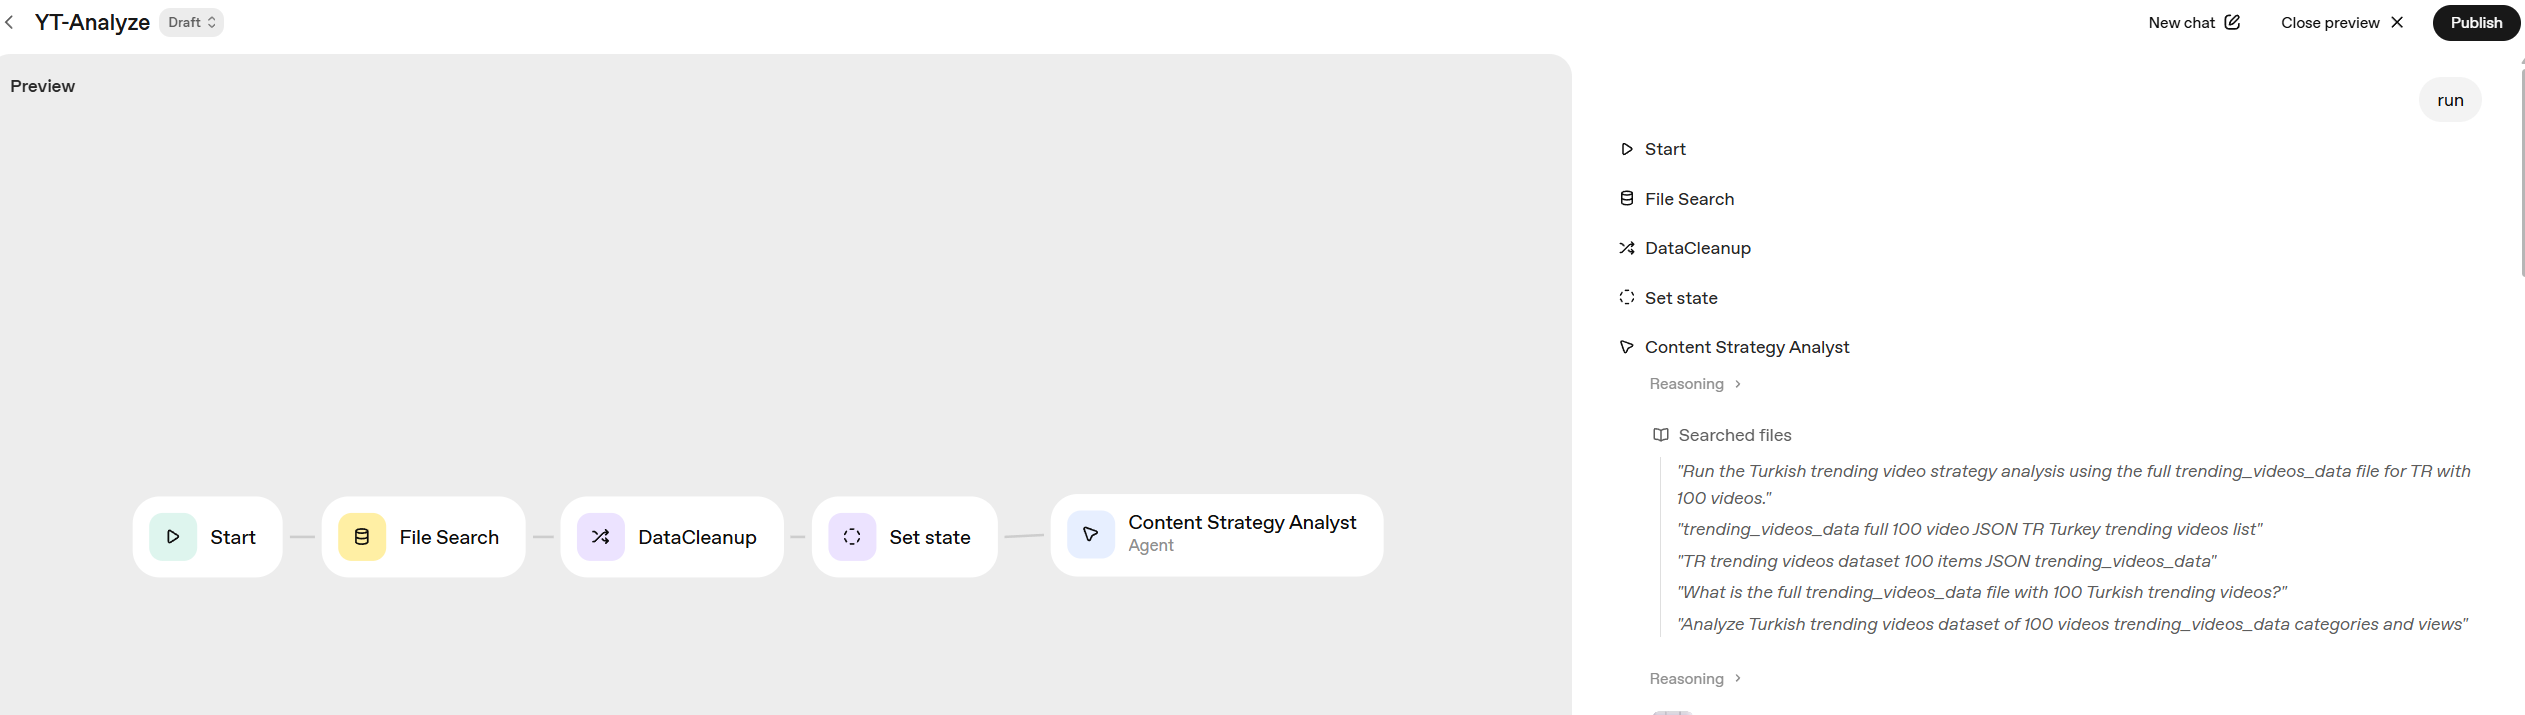 YT-Analyze
Draft
New chat
Close preview
Publish
Preview
run
Start
File Search
DataCleanup
Set state
Content Strategy Analyst
Reasoning
Searched files
"Run the Turkish trending video strategy analysis using the full trending_videos_data file for TR with
100 videos."
"trending_videos_data full 100 video JSON TR Turkey trending videos list"
"TR trending videos dataset 100 items JSON trending_videos_data"
"What is the full trending_videos_data file with 100 Turkish trending videos?"
"Analyze Turkish trending videos dataset of 100 videos trending_videos_data categories and views"
Reasoning
Start
File Search
DataCleanup
Set state
Content Strategy Analyst
Agent